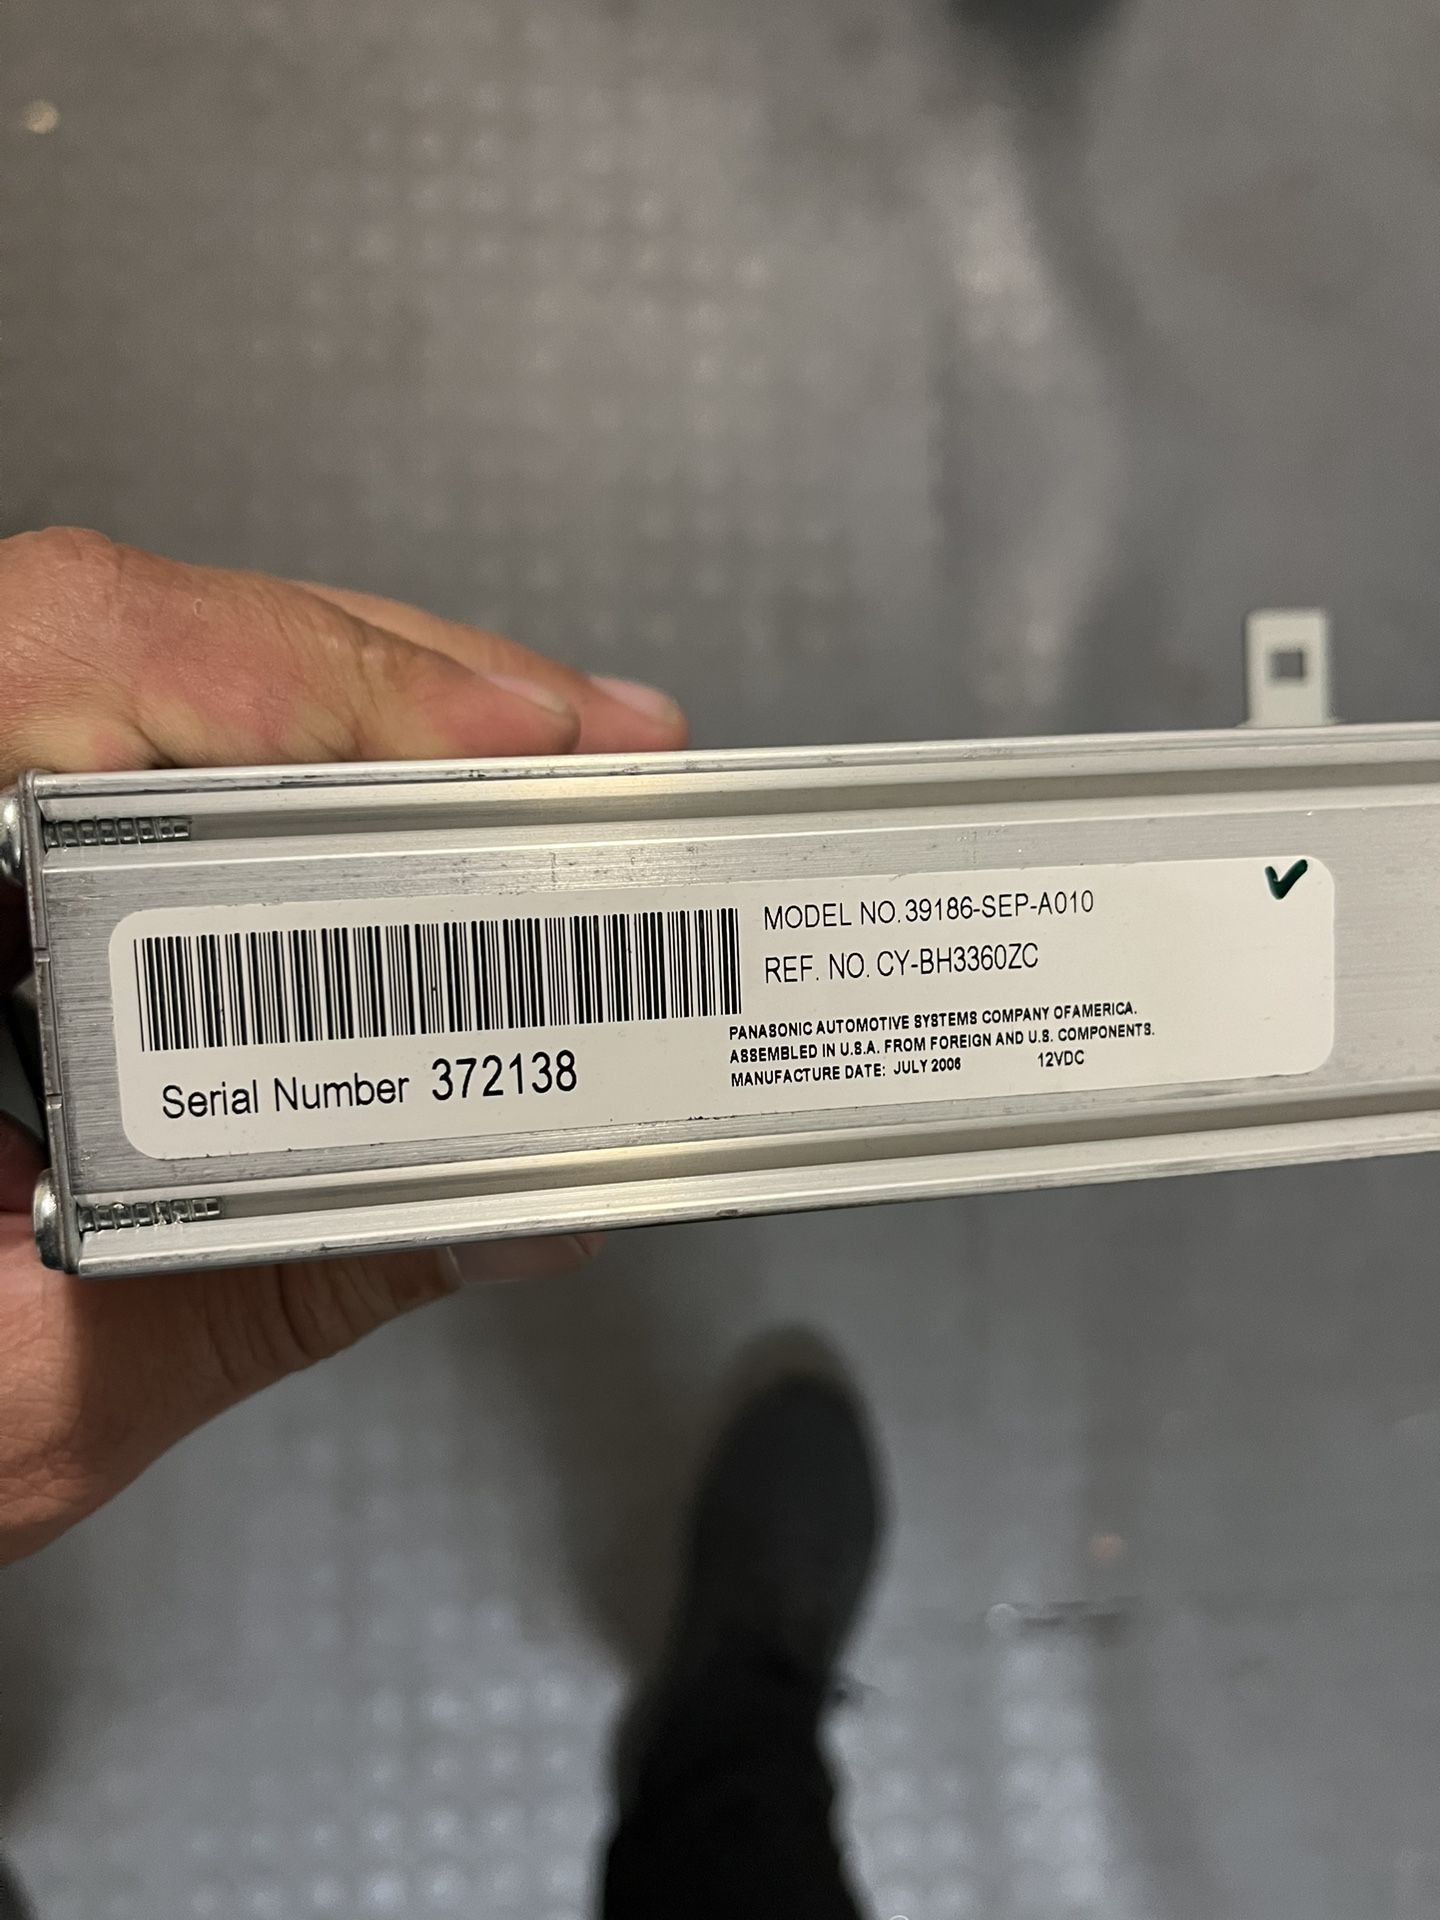 MODEL NO. 39186-SEP-A010
REF. NO. CY-BH3360ZC
PANASONIC AUTOMOTIVE SYSTEMS COMPANY OFAMERICA.
ASSEMBLED IN U.S.A. FROM FOREIGN AND U.S. COMPONENTS.
MANUFACTURE DATE: JULY 2006 12VDC
Serial Number 372138